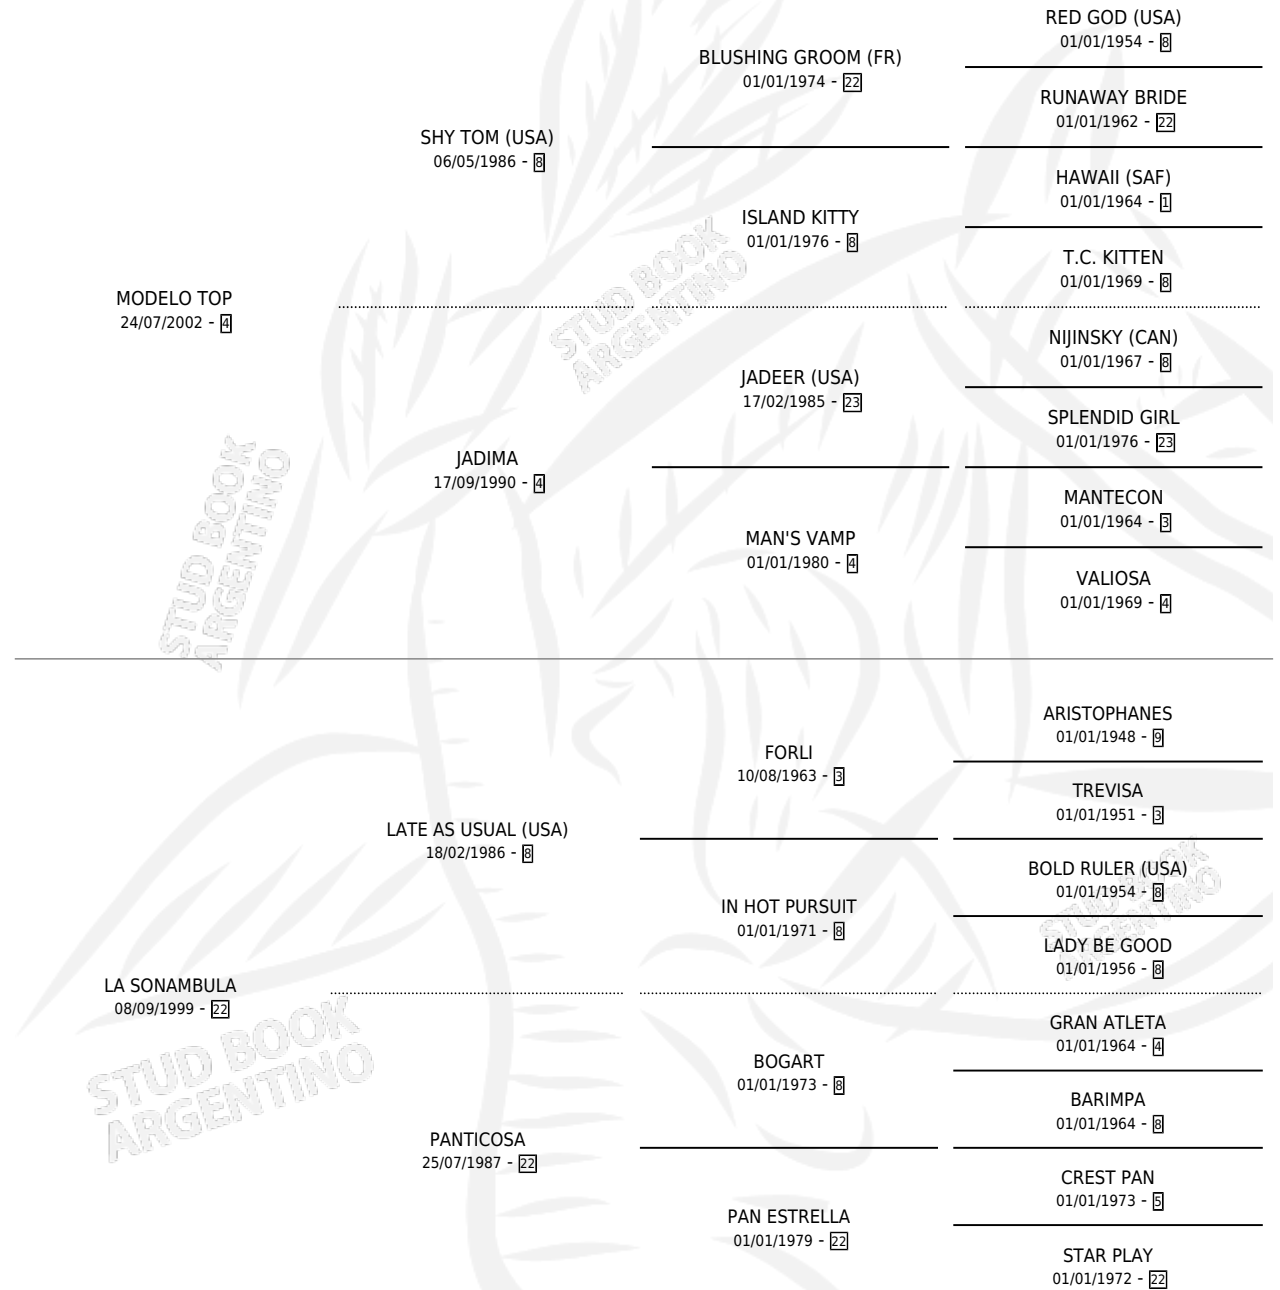 RED GOD (USA)
01/01/1954 - 8
BLUSHING GROOM (FR)
01/01/1974 - 22
RUNAWAY BRIDE
01/01/1962 - 22
SHY TOM (USA)
06/05/1986 - 8
HAWAII (SAF)
01/01/1964 - 1
ISLAND KITTY
01/01/1976 - 8
T.C. KITTEN
01/01/1969 - 8
MODELO TOP
24/07/2002 - 4
NIJINSKY (CAN)
01/01/1967 - 8
JADEER (USA)
17/02/1985 - 23
SPLENDID GIRL
01/01/1976 - 23
JADIMA
17/09/1990 - 4
MANTECON
01/01/1964 - 3
MAN'S VAMP
01/01/1980 - 4
VALIOSA
01/01/1969 - 4
STUD BOOK
ARGENTINO
STUD BOOK
ARGENTINO
ARISTOPHANES
01/01/1948 - 9
FORLI
10/08/1963 - 3
TREVISA
01/01/1951 - 3
LATE AS USUAL (USA)
18/02/1986 - 8
BOLD RULER (USA)
01/01/1954 - 8
IN HOT PURSUIT
01/01/1971 - 8
LADY BE GOOD
01/01/1956 - 8
STUD BOOK
ARGENTINO
LA SONAMBULA
08/09/1999 - 22
GRAN ATLETA
01/01/1964 - 4
BOGART
01/01/1973 - 8
BARIMPA
01/01/1964 - 8
STUD BOOK
ARGENTINO
PANTICOSA
25/07/1987 - 22
CREST PAN
01/01/1973 - 5
PAN ESTRELLA
01/01/1979 - 22
STAR PLAY
01/01/1972 - 22